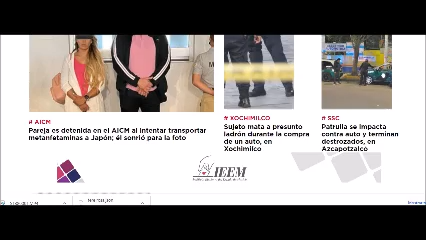 # AICM
Pareja es detenida en el AICM al intentar transportar
metanfetaminas a Japón; él sonrió para la foto
# XOCHIMILCO
Sujeto mata a presunto
ladrón durante la compra
de un auto, en
Xochimilco
# SSC
Patrulla se impacta
contra auto y terminan
destrozados, en
Azcapotzalco
IEEM